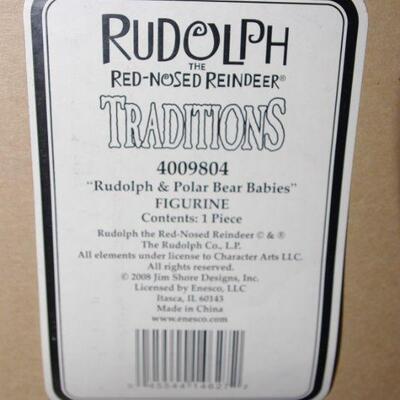 RUDOLPH
THE
RED-NOSED REINDEER®
TRADITIONS
4009804
"Rudolph & Polar Bear Babies"
FIGURINE
Contents: 1 Piece
Rudolph the Red-Nosed Reindeer © & ®
The Rudolph Co., L.P.
All elements under license to Character Arts LLC.
All rights reserved.
© 2008 Jim Shore Designs, Inc.
Licensed by Enesco, LLC
Itasca, IL 60143
Made in China
www.enesco.com